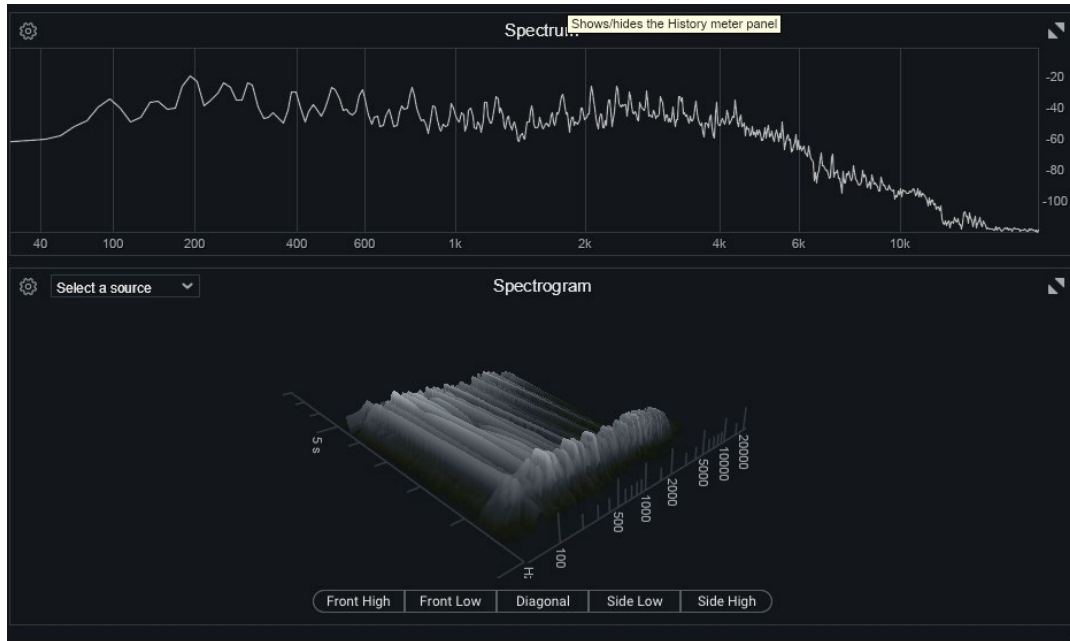 Spectrum
Shows/hides the History meter panel
-20
-40
-60
-80
-100
40 100 200 400 600 1k 2k 4k 6k 10k
Select a source
Spectrogram
5 s
20000
10000
5000
2000
1000
500
100
Front High Front Low Diagonal Side Low Side High